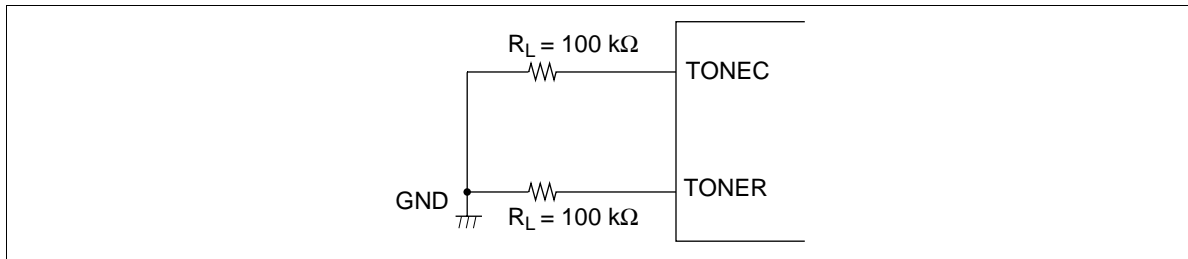 R_L = 100 kΩ
TONEC
TONER
GND
R_L = 100 kΩ